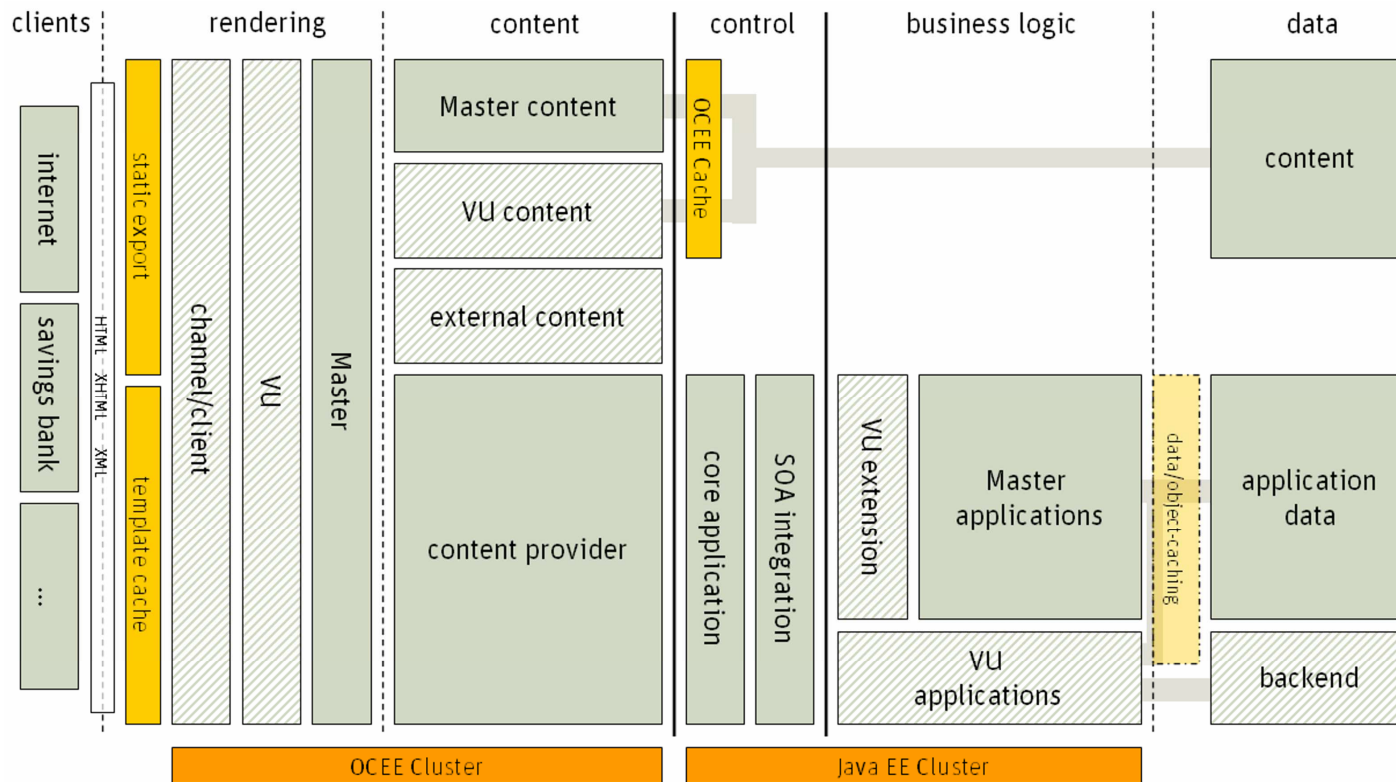 clients
rendering
content
control
business logic
data
internet
savings bank
...
HTML XHTML XML
static export
template cache
channel/client
VU
Master
Master content
VU content
external content
content provider
OCEE Cache
core application
SOA integration
VU extension
Master
applications
VU
applications
data/object-caching
content
application
data
backend
OCEE Cluster
Java EE Cluster